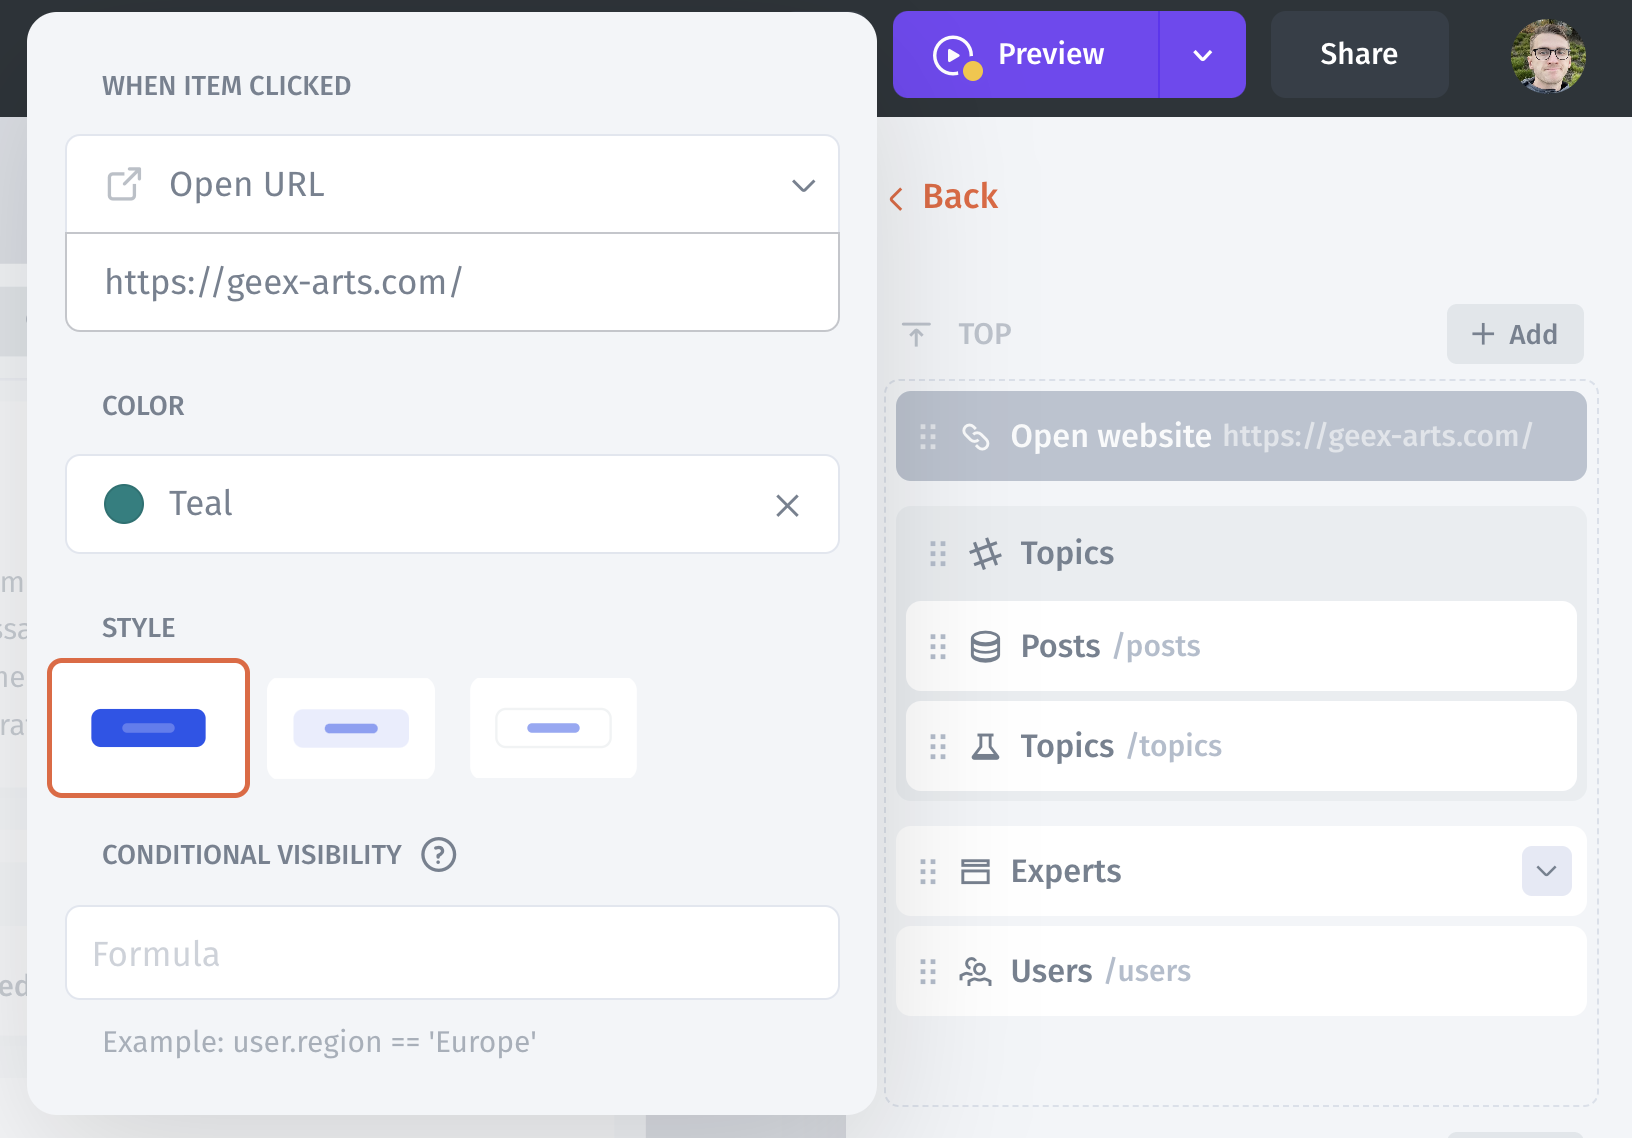 WHEN ITEM CLICKED
Open URL
https://geex-arts.com/
COLOR
Teal
STYLE
CONDITIONAL VISIBILITY ?
Formula
Example: user.region == 'Europe'
Preview
Share
Back
TOP
+ Add
Open website https://geex-arts.com/
Topics
Posts /posts
Topics /topics
Experts
Users /users